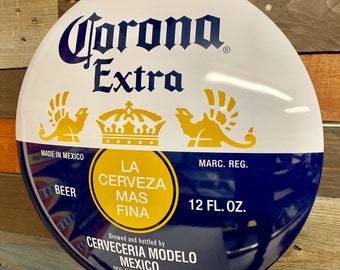 Corona®
Extra
MADE IN MEXICO
MARC. REG.
LA
CERVEZA
MAS
FINA
BEER
12 FL. OZ.
Brewed and bottled by
CERVECERIA MODELO
MEXICO